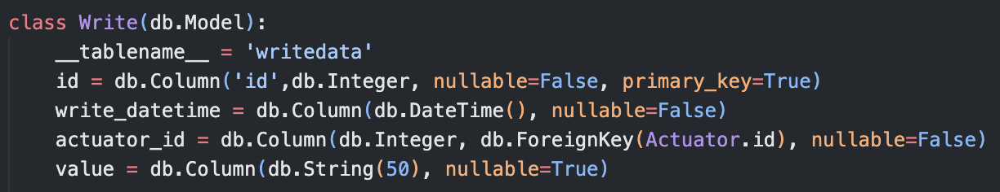 class Write(db.Model):
    __tablename__ = 'writedata'
    id = db.Column('id',db.Integer, nullable=False, primary_key=True)
    write_datetime = db.Column(db.DateTime(), nullable=False)
    actuator_id = db.Column(db.Integer, db.ForeignKey(Actuator.id), nullable=False)
    value = db.Column(db.String(50), nullable=True)